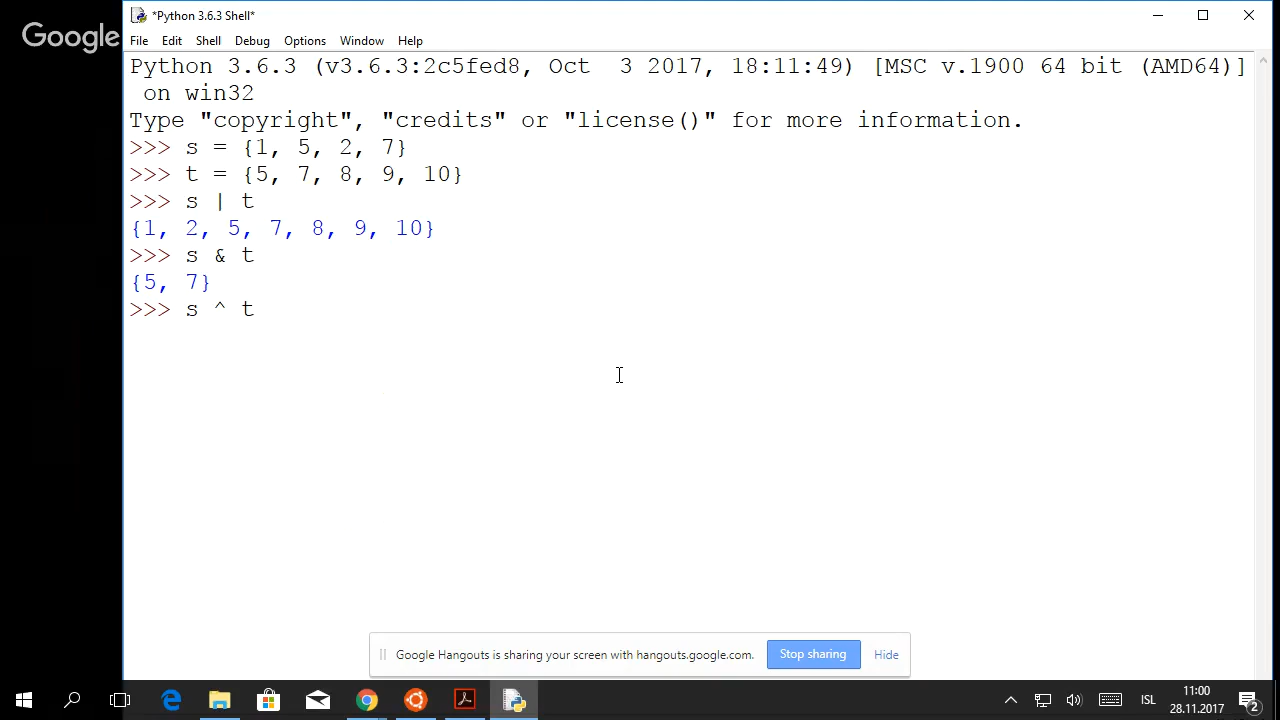 *Python 3.6.3 Shell*
Google
File Edit Shell Debug Options Window Help
Python 3.6.3 (v3.6.3:2c5fed8, Oct  3 2017, 18:11:49) [MSC v.1900 64 bit (AMD64)]
on win32
Type "copyright", "credits" or "license()" for more information.
>>> s = {1, 5, 2, 7}
>>> t = {5, 7, 8, 9, 10}
>>> s | t
{1, 2, 5, 7, 8, 9, 10}
>>> s & t
{5, 7}
>>> s ^ t
Google Hangouts is sharing your screen with hangouts.google.com. Stop sharing Hide
ISL
11:00
28.11.2017
2